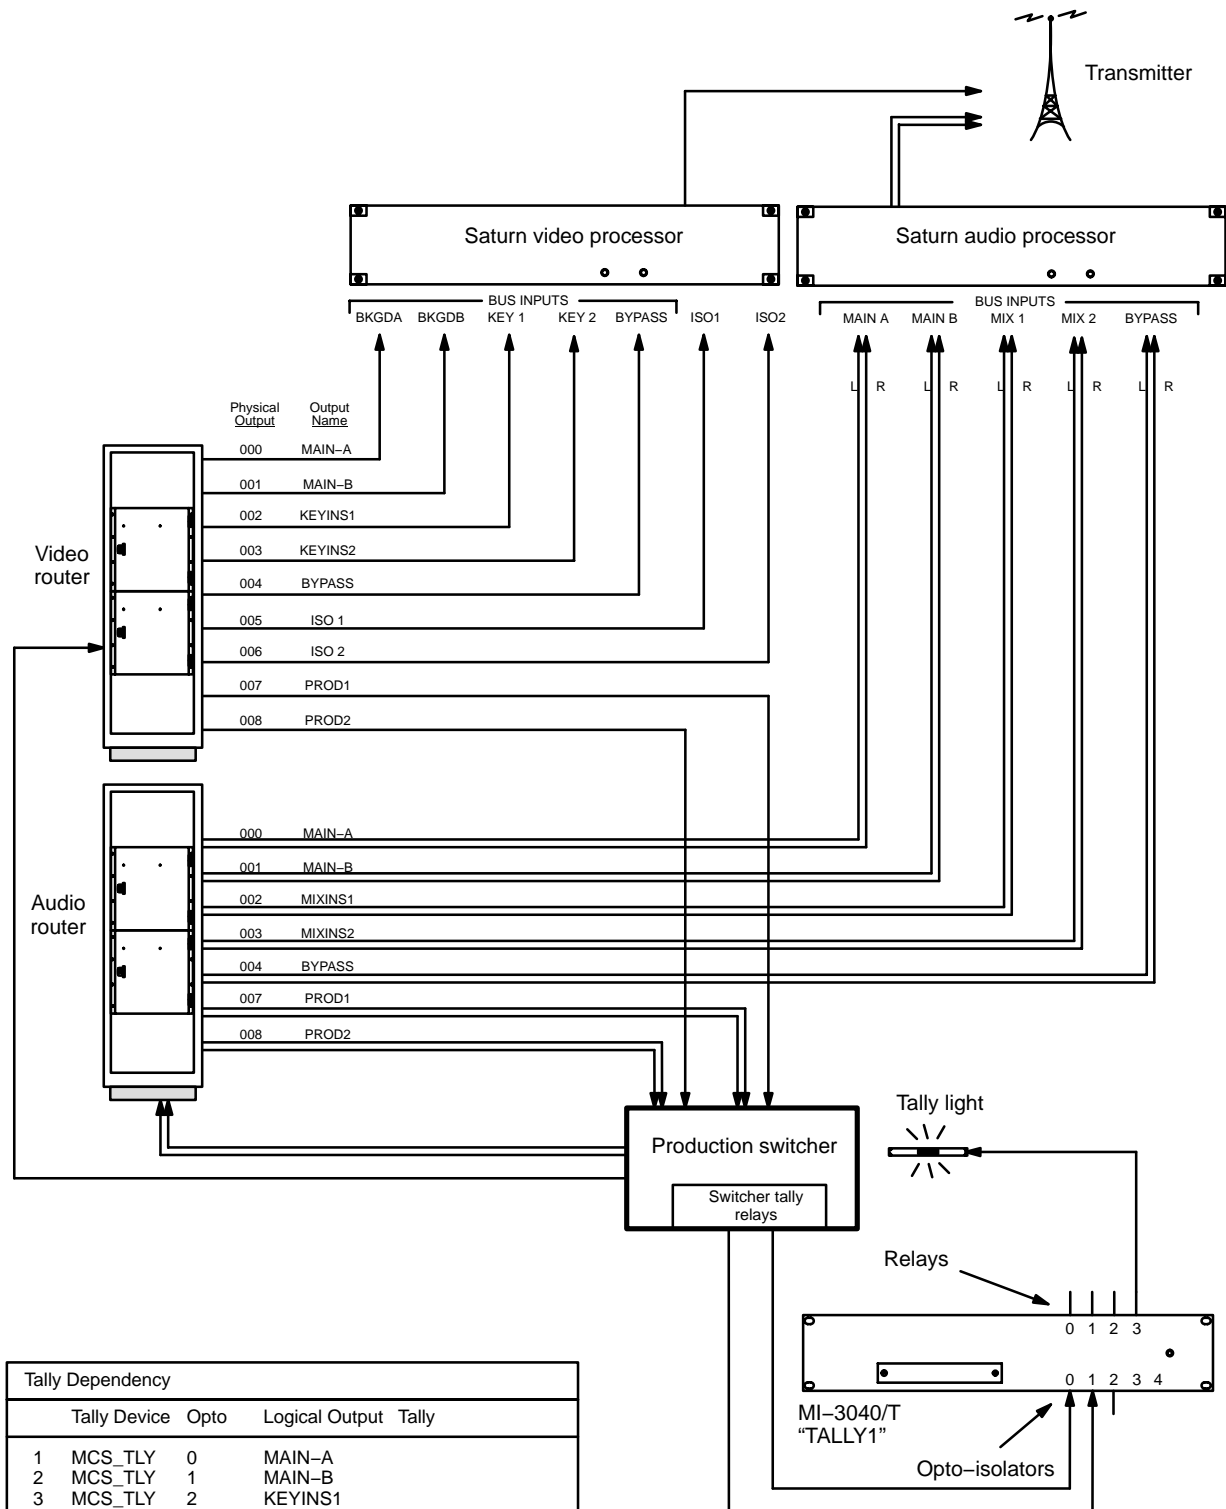 Transmitter
Saturn video processor
Saturn audio processor
BUS INPUTS
BKGDA BKGDB KEY 1 KEY 2 BYPASS ISO1 ISO2
BUS INPUTS
MAIN A MAIN B MIX 1 MIX 2 BYPASS
L R L R L R L R L R
Physical Output
Output Name
000 MAIN–A
001 MAIN–B
002 KEYINS1
003 KEYINS2
004 BYPASS
005 ISO 1
006 ISO 2
007 PROD1
008 PROD2
Video
router
000 MAIN–A
001 MAIN–B
002 MIXINS1
003 MIXINS2
004 BYPASS
007 PROD1
008 PROD2
Audio
router
Production switcher
Switcher tally
relays
Tally light
Relays
0 1 2 3
0 1 2 3 4
MI–3040/T
“TALLY1”
Opto–isolators
Tally Dependency
Tally Device Opto Logical Output Tally
1 MCS_TLY 0 MAIN–A
2 MCS_TLY 1 MAIN–B
3 MCS_TLY 2 KEYINS1